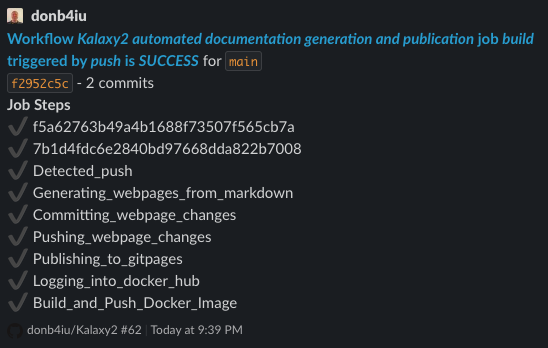 donb4iu
Workflow Kalaxy2 automated documentation generation and publication job build
triggered by push is SUCCESS for main
f2952c5c - 2 commits
Job Steps
f5a62763b49a4b1688f73507f565cb7a
7b1d4fdc6e2840bd97668dda822b7008
Detected_push
Generating_webpages_from_markdown
Committing_webpage_changes
Pushing_webpage_changes
Publishing_to_gitpages
Logging_into_docker_hub
Build_and_Push_Docker_Image
donb4iu/Kalaxy2 #62 | Today at 9:39 PM